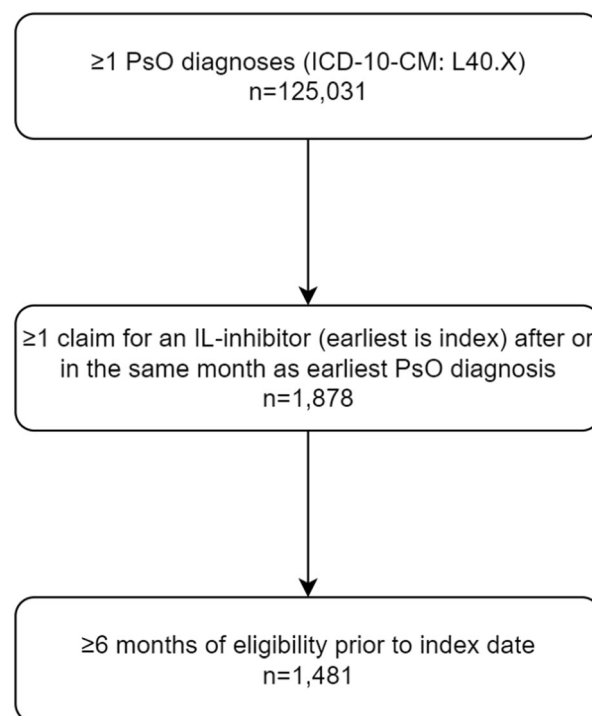 ≥1 PsO diagnoses (ICD-10-CM: L40.X)
n=125,031
≥1 claim for an IL-inhibitor (earliest is index) after or
in the same month as earliest PsO diagnosis
n=1,878
≥6 months of eligibility prior to index date
n=1,481